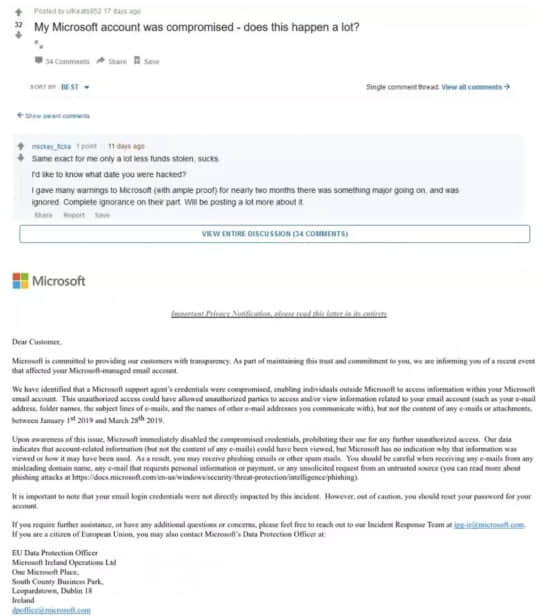 Posted by u/Keats852 17 days ago
32
My Microsoft account was compromised - does this happen a lot?
34 Comments Share Save
SORT BY BEST
Single comment thread. View all comments →
← Show parent comments
mickey_ficka 1 point · 11 days ago
Same exact for me only a lot less funds stolen, sucks.
I'd like to know what date you were hacked?
I gave many warnings to Microsoft (with ample proof) for nearly two months there was something major going on, and was
ignored. Complete ignorance on their part. Will be posting a lot more about it.
Share Report Save
VIEW ENTIRE DISCUSSION (34 COMMENTS)
Microsoft
Important Privacy Notification, please read this letter in its entirety
Dear Customer,
Microsoft is committed to providing our customers with transparency. As part of maintaining this trust and commitment to you, we are informing you of a recent event
that affected your Microsoft-managed email account.
We have identified that a Microsoft support agent's credentials were compromised, enabling individuals outside Microsoft to access information within your Microsoft
email account. This unauthorized access could have allowed unauthorized parties to access and/or view information related to your email account (such as your e-mail
address, folder names, the subject lines of e-mails, and the names of other e-mail addresses you communicate with), but not the content of any e-mails or attachments,
between January 1st 2019 and March 28th 2019.
Upon awareness of this issue, Microsoft immediately disabled the compromised credentials, prohibiting their use for any further unauthorized access. Our data
indicates that account-related information (but not the content of any e-mails) could have been viewed, but Microsoft has no indication why that information was
viewed or how it may have been used. As a result, you may receive phishing emails or other spam mails. You should be careful when receiving any e-mails from any
misleading domain name, any e-mail that requests personal information or payment, or any unsolicited request from an untrusted source (you can read more about
phishing attacks at https://docs.microsoft.com/en-us/windows/security/threat-protection/intelligence/phishing).
It is important to note that your email login credentials were not directly impacted by this incident. However, out of caution, you should reset your password for your
account.
If you require further assistance, or have any additional questions or concerns, please feel free to reach out to our Incident Response Team at ipg-ir@microsoft.com.
If you are a citizen of European Union, you may also contact Microsoft's Data Protection Officer at:
EU Data Protection Officer
Microsoft Ireland Operations Ltd
One Microsoft Place,
South County Business Park,
Leopardstown, Dublin 18
Ireland
dpoffice@microsoft.com